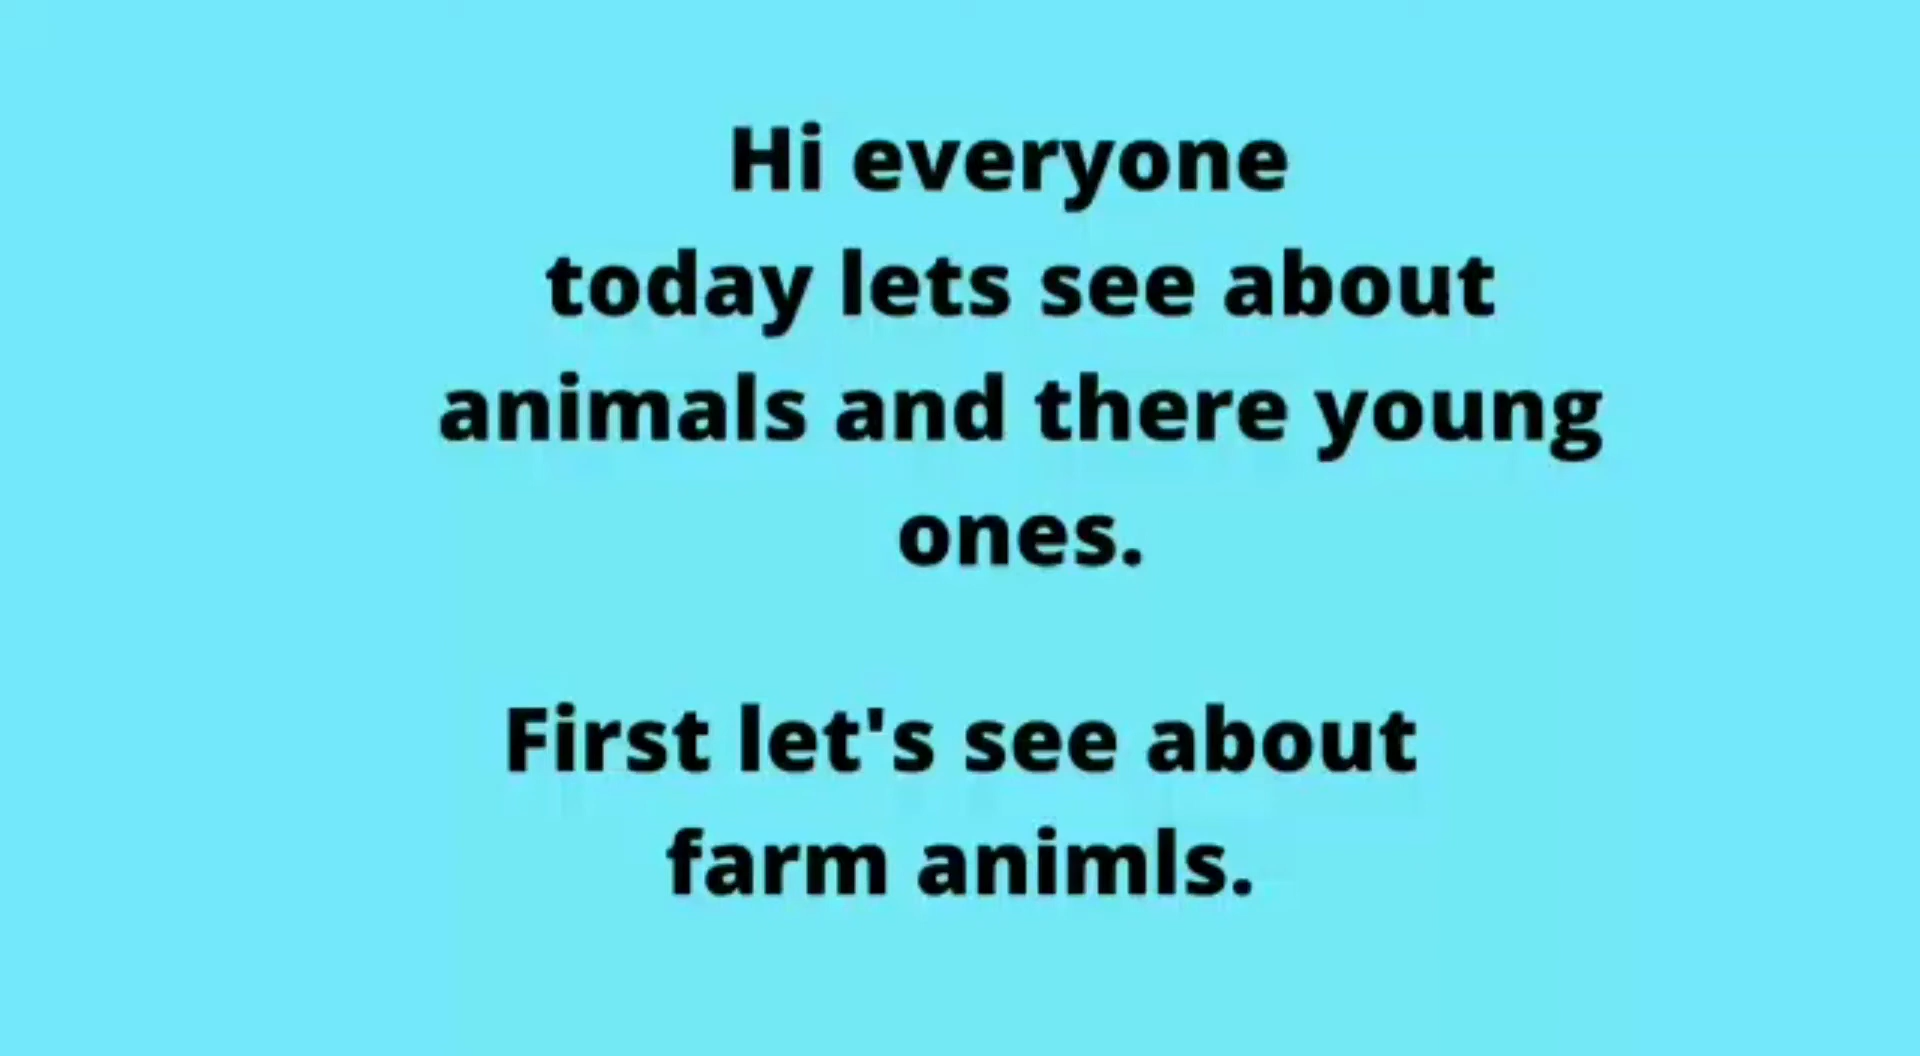 Hi everyone
today lets see about
animals and there young
ones.
First let's see about
farm animls.